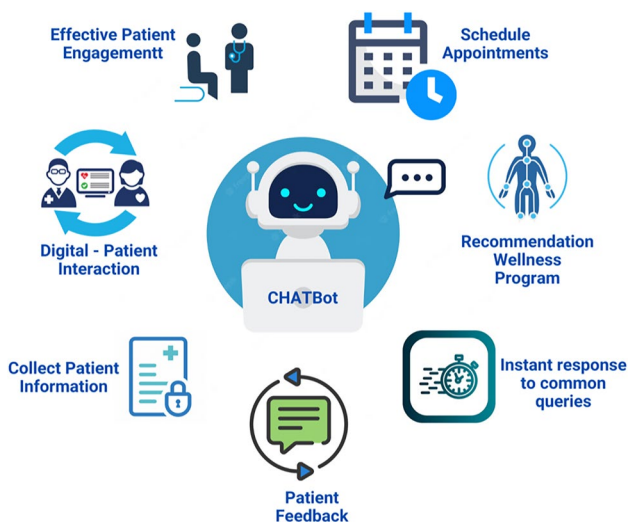 Effective Patient
Engagementt
Schedule
Appointments
Digital - Patient
Interaction
CHATBot
Recommendation
Wellness
Program
Collect Patient
Information
Instant response
to common
queries
Patient
Feedback